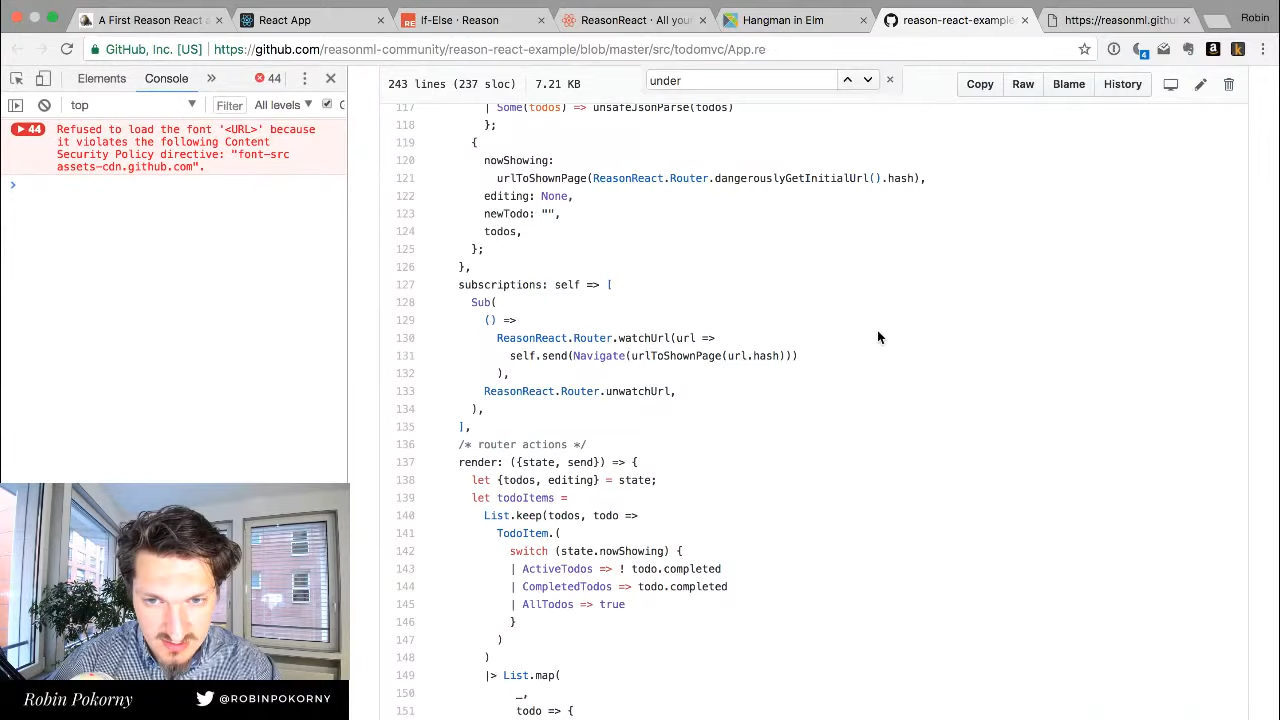 A First Reason React a
React App
If-Else · Reason
ReasonReact · All your
Hangman in Elm
reason-react-example
https://reasonml.github
Robin
GitHub, Inc. [US]
https://github.com/reasonml-community/reason-react-example/blob/master/src/todomvc/App.re
Elements
Console
44
top
Filter
All levels
44
Refused to load the font '<URL>' because
it violates the following Content
Security Policy directive: "font-src
assets-cdn.github.com".
243 lines (237 sloc)
7.21 KB
under
Copy
Raw
Blame
History
117 | Some(todos) => unsafeJsonParse(todos)
118 };
119 {
120 nowShowing:
121 urlToShownPage(ReasonReact.Router.dangerouslyGetInitialUrl().hash),
122 editing: None,
123 newTodo: "",
124 todos,
125 };
126 },
127 subscriptions: self => [
128 Sub(
129 () =>
130 ReasonReact.Router.watchUrl(url =>
131 self.send(Navigate(urlToShownPage(url.hash)))
132 ),
133 ReasonReact.Router.unwatchUrl,
134 ),
135 ],
136 /* router actions */
137 render: ({state, send}) => {
138 let {todos, editing} = state;
139 let todoItems =
140 List.keep(todos, todo =>
141 TodoItem.(
142 switch (state.nowShowing) {
143 | ActiveTodos => ! todo.completed
144 | CompletedTodos => todo.completed
145 | AllTodos => true
146 }
147 )
148 )
149 |> List.map(
150 _,
151 todo => {
Robin Pokorny
@ROBINPOKORNY